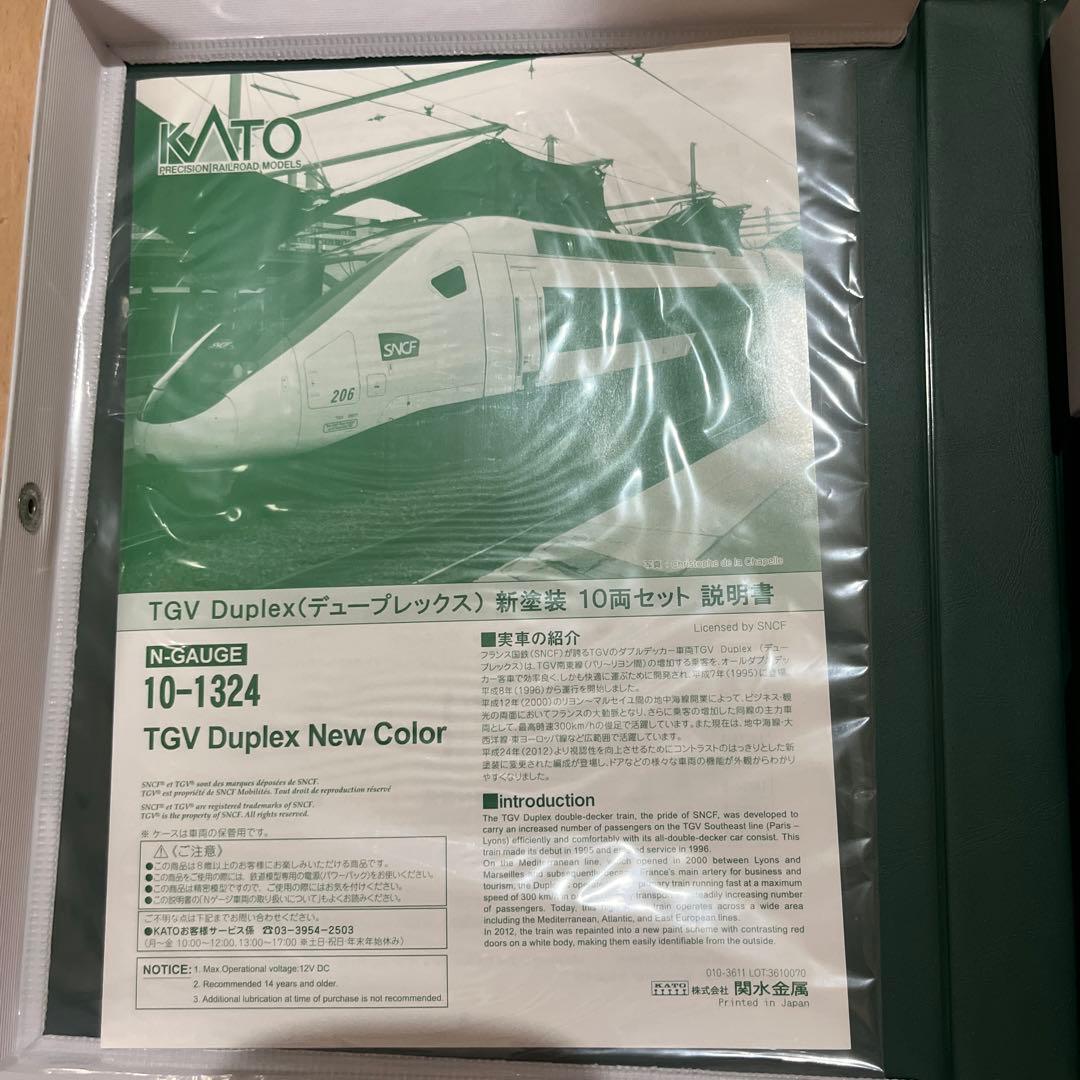 KATO
PRECISION RAILROAD MODELS
SNCF
SNCF
206
写真：Christophe de la Chapelle
TGV Duplex(デュープレックス) 新塗装 10両セット 説明書
Licensed by SNCF
N-GAUGE
10-1324
TGV Duplex New Color
SNCF® et TGV® sont des marques déposées de SNCF.
TGV® est propriété de SNCF Mobilités. Tout droit de reproduction réservé
SNCF® et TGV® are registered trademarks of SNCF.
TGV® is the property of SNCF. All rights reserved.
※ ケースは車両の保管用です。
⚠《ご注意》
●この商品は8歳以上のお客様にお楽しみいただける商品です。
●この商品をご使用の際には、鉄道模型専用の電源(パワーパック)をお使いください。
●この商品は精密模型ですので、ご使用の際にはお気を付けください。
●この説明書の｢Nゲージ車両の取り扱いについて｣もよくお読みください。
ご不明な点は下記までお問い合わせください。
●KATOお客様サービス係 ☎03-3954-2503
(月～金 10:00～12:00、13:00～17:00 ※土日・祝日・年末年始休み)
NOTICE: 1. Max.Operational voltage:12V DC
2. Recommended 14 years and older.
3. Additional lubrication at time of purchase is not recommended.
■実車の紹介
フランス国鉄(SNCF)が誇るTGVのダブルデッカー車両TGV Duplex (デュー
プレックス)は、TGV南東線(パリ～リヨン間)の増加する乗客を、オールダブルデッ
カー客車で効率良く、しかも快適に運ぶために開発され、平成7年(1995)に登場、
平成8年(1996)から運行を開始しました。
平成12年(2000)のリヨン～マルセイユ間の地中海線開業によって、ビジネス・観
光の両面においてフランスの大動脈となり、さらに乗客の増加した同線の主力車
両として、最高時速300km/hの俊足で活躍しています。また現在は、地中海線・大
西洋線・東ヨーロッパ線など広範囲で活躍しています。
平成24年(2012)より視認性を向上させるためにコントラストのはっきりとした新
塗装に変更された編成が登場し、ドアなどの様々な車両の機能が外観からわかり
やすくなりました。
■introduction
The TGV Duplex double-decker train, the pride of SNCF, was developed to
carry an increased number of passengers on the TGV Southeast line (Paris –
Lyons) efficiently and comfortably with its all-double-decker car consist. This
train made its debut in 1995 and service in 1996.
On the Mediterranean line, which opened in 2000 between Lyons and
Marseilles and subsequently became France's main artery for business and
tourism, the Duplex primary train running fast at a maximum
speed of 300 km/h in transport steadily increasing number
of passengers. Today, this train operates across a wide area
including the Mediterranean, Atlantic, and East European lines.
In 2012, the train was repainted into a new paint scheme with contrasting red
doors on a white body, making them easily identifiable from the outside.
010-3611 LOT:3610070
KATO 株式会社 関水金属
Printed in Japan